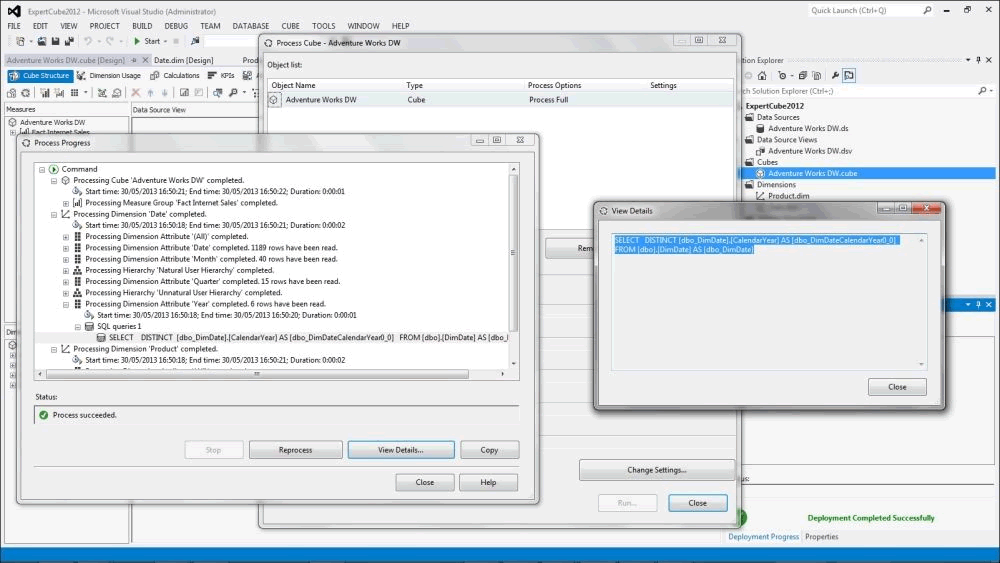 ExpertCube2012 - Microsoft Visual Studio (Administrator)
Quick Launch (Ctrl+Q)
FILE EDIT VIEW PROJECT BUILD DEBUG TEAM DATABASE CUBE TOOLS WINDOW HELP
Start
Adventure Works DW.cube [Design]
Date.dim [Design]
Cube Structure
Dimension Usage
Calculations
KPIs
Measures
Data Source View
Adventure Works DW
Fact Internet Sales
Process Cube - Adventure Works DW
Object list:
Object Name Type Process Options Settings
Adventure Works DW Cube Process Full
Change Settings...
Run...
Close
Process Progress
Command
Processing Cube 'Adventure Works DW' completed.
Start time: 30/05/2013 16:50:21; End time: 30/05/2013 16:50:22; Duration: 0:00:01
Processing Measure Group 'Fact Internet Sales' completed.
Processing Dimension 'Date' completed.
Start time: 30/05/2013 16:50:18; End time: 30/05/2013 16:50:21; Duration: 0:00:02
Processing Dimension Attribute '(All)' completed.
Processing Dimension Attribute 'Date' completed. 1189 rows have been read.
Processing Dimension Attribute 'Month' completed. 40 rows have been read.
Processing Hierarchy 'Natural User Hierarchy' completed.
Processing Dimension Attribute 'Quarter' completed. 15 rows have been read.
Processing Hierarchy 'Unnatural User Hierarchy' completed.
Processing Dimension Attribute 'Year' completed. 6 rows have been read.
Start time: 30/05/2013 16:50:18; End time: 30/05/2013 16:50:20; Duration: 0:00:01
SQL queries 1
SELECT DISTINCT [dbo_DimDate].[CalendarYear] AS [dbo_DimDateCalendarYear0_0] FROM [dbo].[DimDate] AS [dbo_
Processing Dimension 'Product' completed.
Start time: 30/05/2013 16:50:18; End time: 30/05/2013 16:50:21; Duration: 0:00:02
Status:
Process succeeded.
Stop
Reprocess
View Details...
Copy
Close
Help
ExpertCube2012
Data Sources
Adventure Works DW.ds
Data Source Views
Adventure Works DW.dsv
Cubes
Adventure Works DW.cube
Dimensions
Product.dim
View Details
SELECT DISTINCT [dbo_DimDate].[CalendarYear] AS [dbo_DimDateCalendarYear0_0]
FROM [dbo].[DimDate] AS [dbo_DimDate]
Close
Deployment Completed Successfully
Deployment Progress
Properties